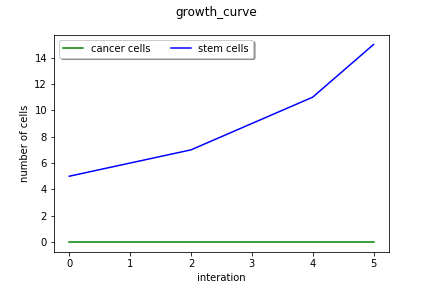 growth_curve
cancer cells stem cells
14
12
10
8
6
4
2
0
number of cells
0 1 2 3 4 5
interation